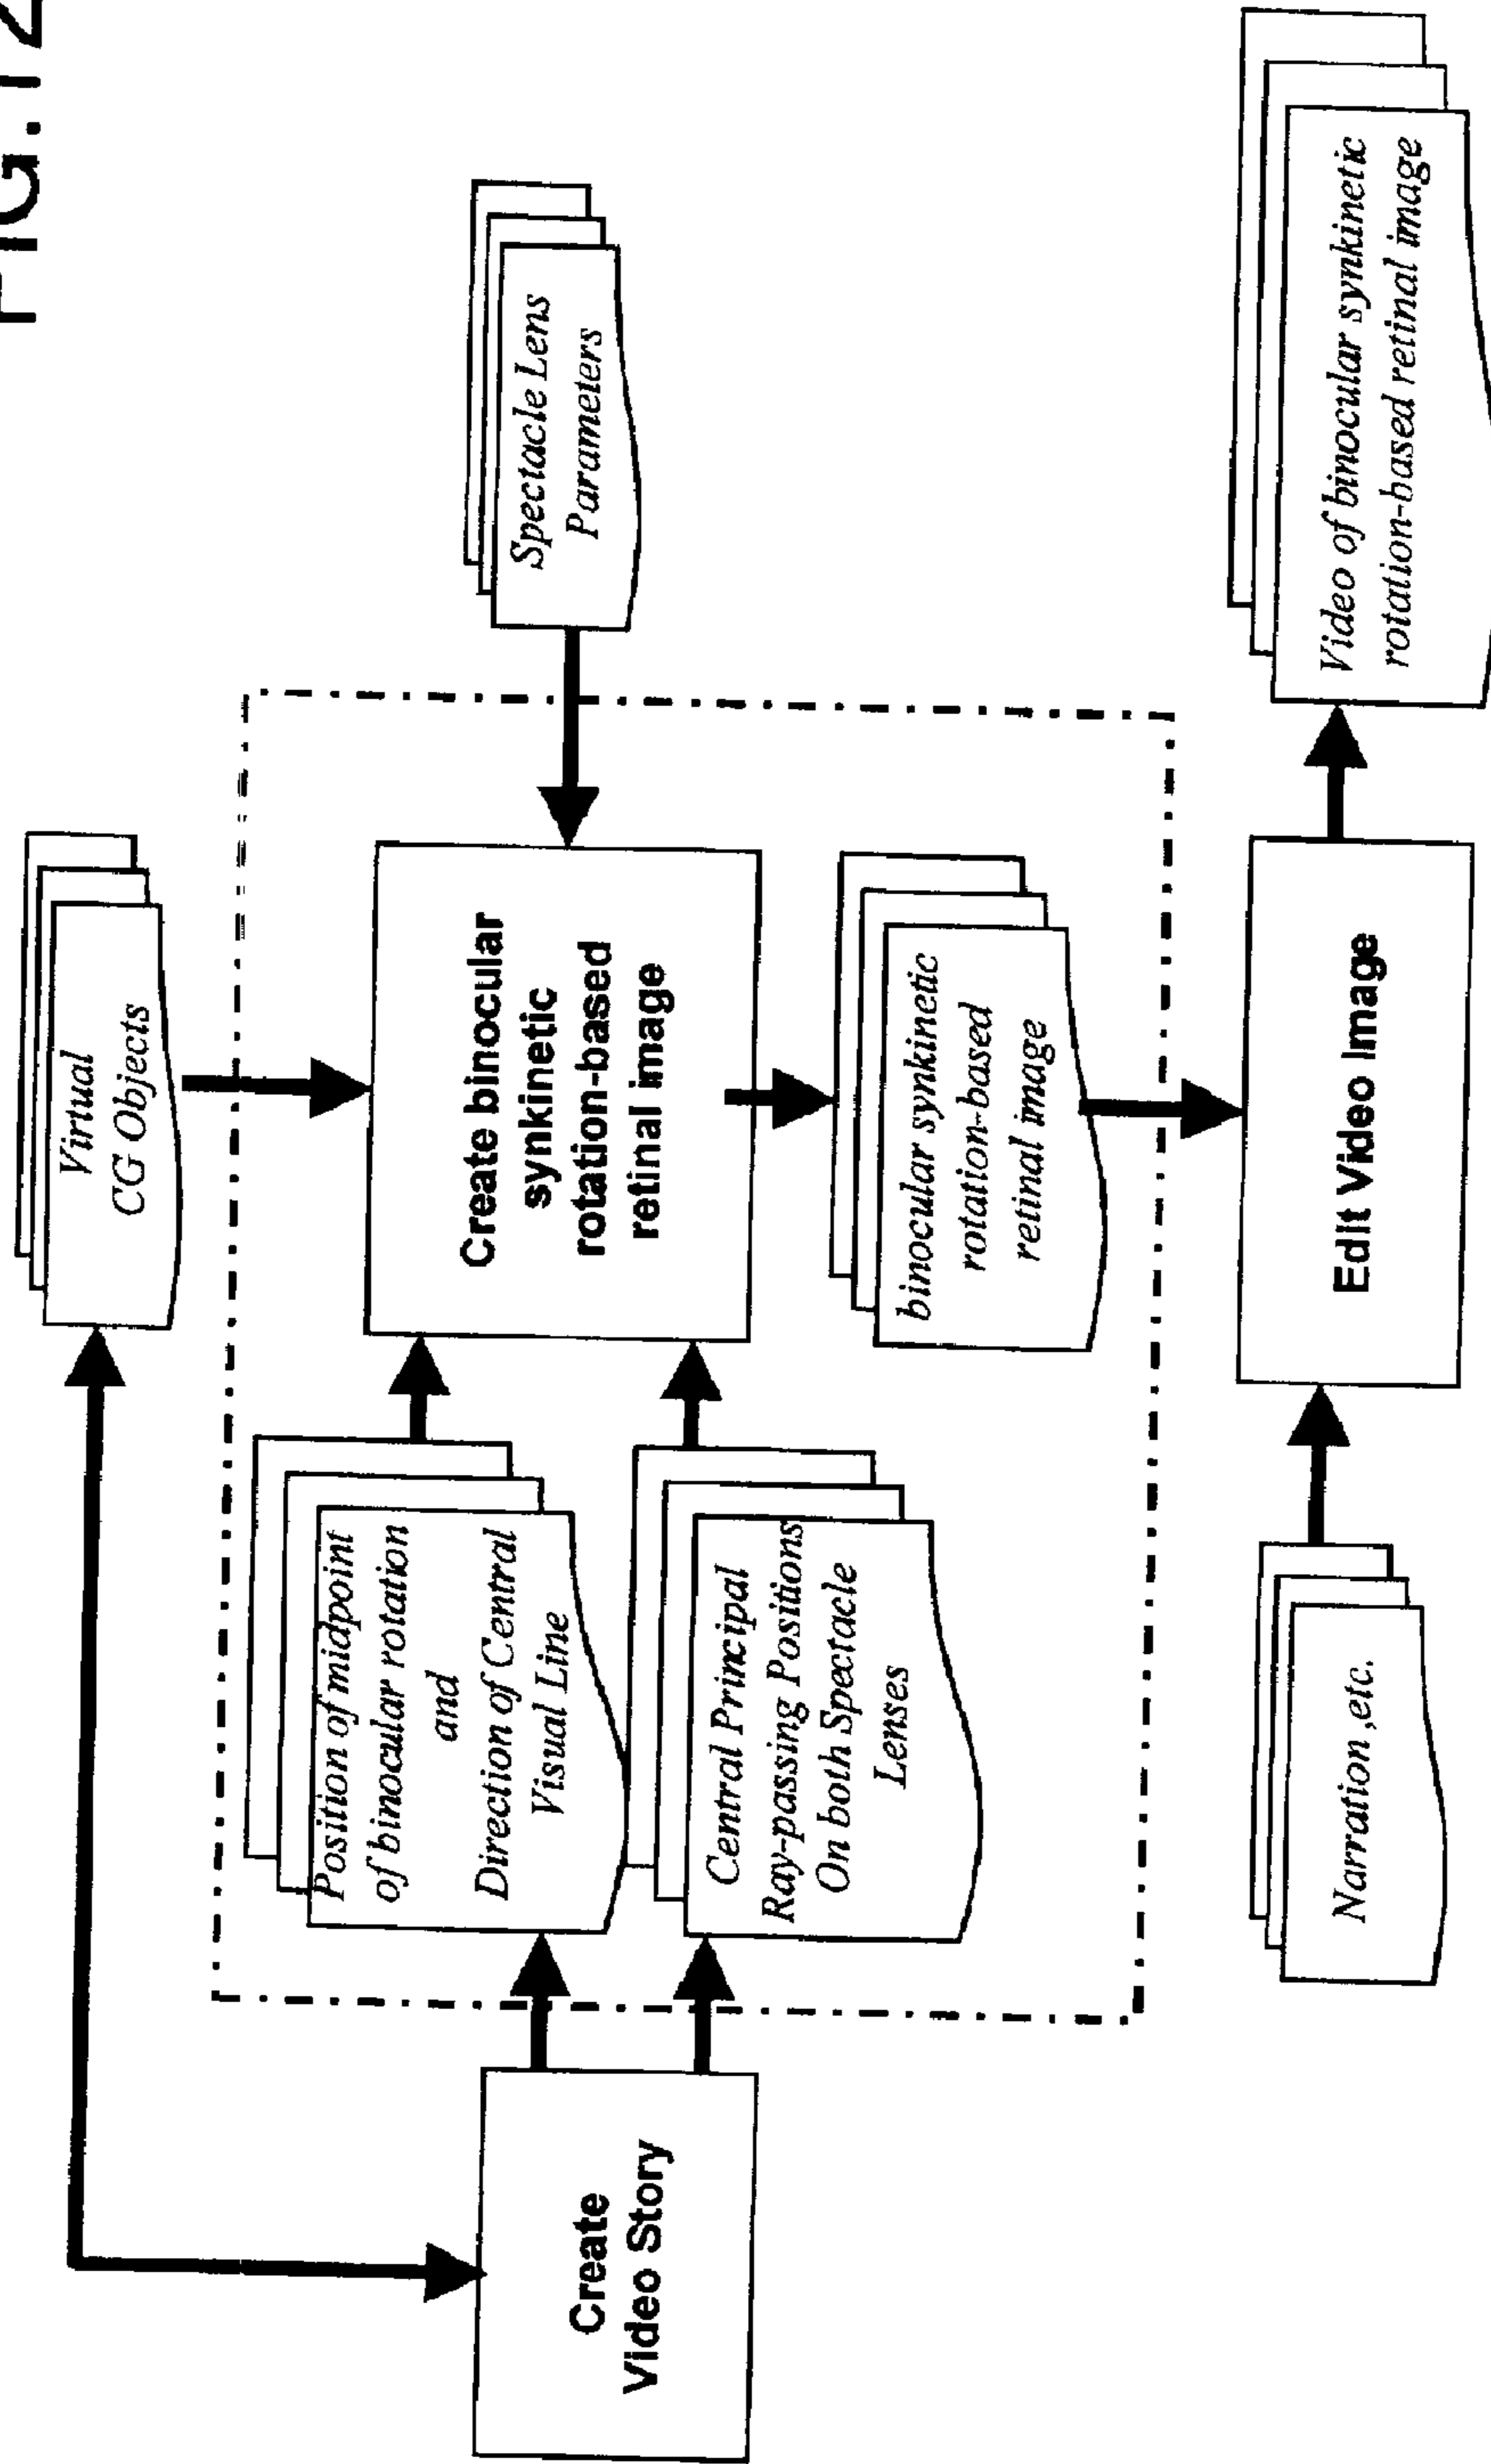 FIG.12
Virtual
CG Objects
Create
Video Story
Position of midpoint
of binocular rotation
and
Direction of Central
Visual Line
Central Principal
Ray-passing Positions
On both Spectacle
Lenses
Create binocular
synkinetic
rotation-based
retinal image
Spectacle Lens
Parameters
binocular synkinetic
rotation-based
retinal image
Narration ,etc.
Edit Video Image
Video of binocular synkinetic
rotation-based retinal image